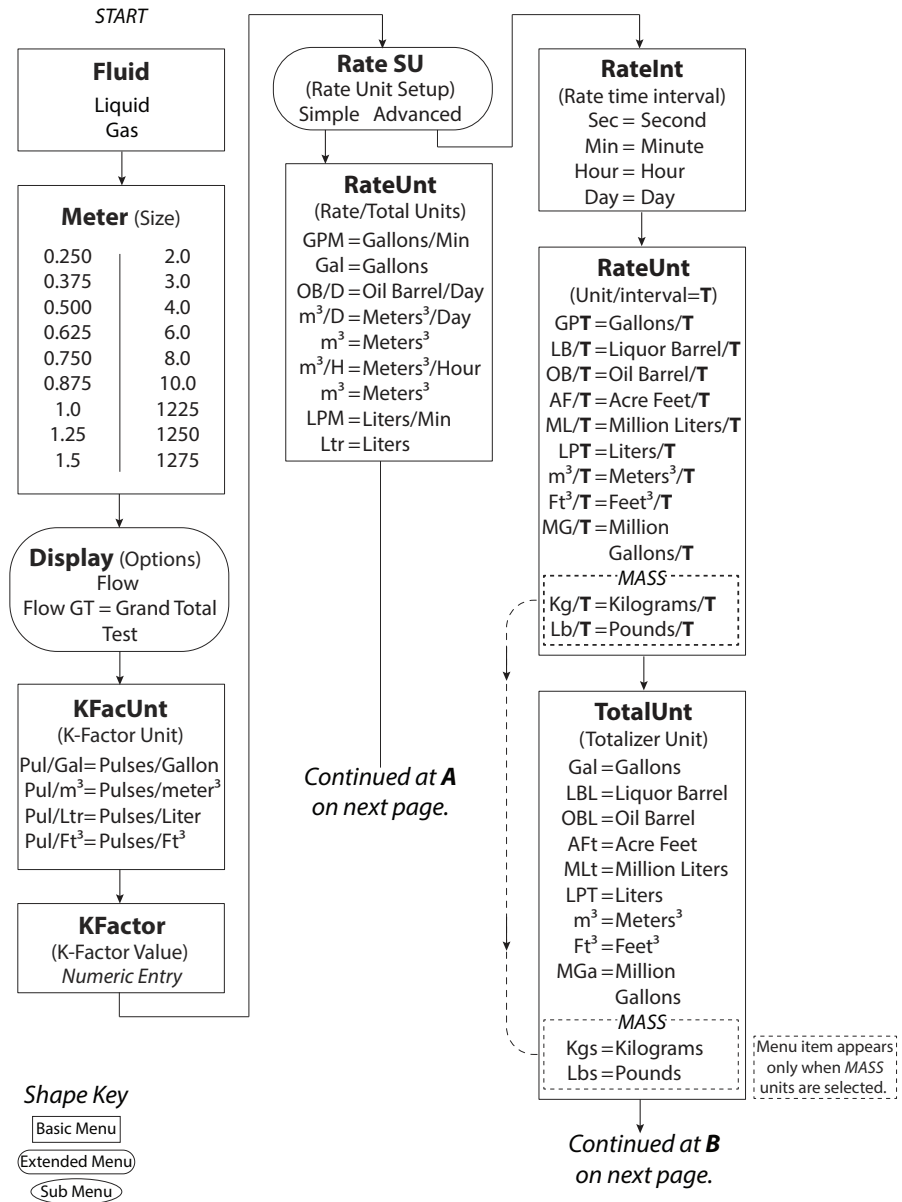 START
Fluid
Liquid
Gas
Meter (Size)
0.250 2.0
0.375 3.0
0.500 4.0
0.625 6.0
0.750 8.0
0.875 10.0
1.0 1225
1.25 1250
1.5 1275
Display (Options)
Flow
Flow GT = Grand Total
Test
KFacUnt
(K-Factor Unit)
Pul/Gal= Pulses/Gallon
Pul/m³= Pulses/meter³
Pul/Ltr= Pulses/Liter
Pul/Ft³= Pulses/Ft³
KFactor
(K-Factor Value)
Numeric Entry
Shape Key
Basic Menu
Extended Menu
Sub Menu
Rate SU
(Rate Unit Setup)
Simple Advanced
RateUnt
(Rate/Total Units)
GPM = Gallons/Min
Gal = Gallons
OB/D = Oil Barrel/Day
m³/D = Meters³/Day
m³ = Meters³
m³/H = Meters³/Hour
m³ = Meters³
LPM = Liters/Min
Ltr = Liters
Continued at A
on next page.
RateInt
(Rate time interval)
Sec = Second
Min = Minute
Hour = Hour
Day = Day
RateUnt
(Unit/interval=T)
GPT = Gallons/T
LB/T = Liquor Barrel/T
OB/T = Oil Barrel/T
AF/T = Acre Feet/T
ML/T = Million Liters/T
LPT = Liters/T
m³/T = Meters³/T
Ft³/T = Feet³/T
MG/T = Million
Gallons/T
MASS
Kg/T = Kilograms/T
Lb/T = Pounds/T
TotalUnt
(Totalizer Unit)
Gal = Gallons
LBL = Liquor Barrel
OBL = Oil Barrel
AFt = Acre Feet
MLt = Million Liters
LPT = Liters
m³ = Meters³
Ft³ = Feet³
MGa = Million
Gallons
MASS
Kgs = Kilograms
Lbs = Pounds
Menu item appears
only when MASS
units are selected.
Continued at B
on next page.